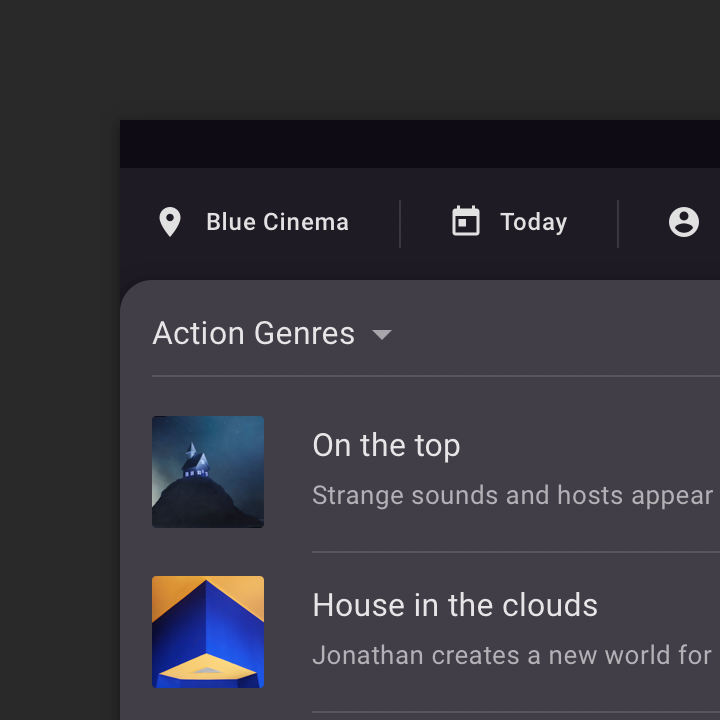 Blue Cinema
Today
Action Genres
On the top
Strange sounds and hosts appear
House in the clouds
Jonathan creates a new world for